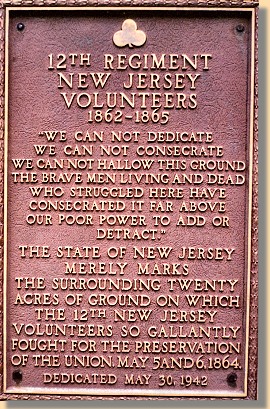 12TH REGIMENT
NEW JERSEY
VOLUNTEERS
1862-1865
"WE CAN NOT DEDICATE
WE CAN NOT CONSECRATE
WE CAN NOT HALLOW THIS GROUND
THE BRAVE MEN LIVING AND DEAD
WHO STRUGGLED HERE HAVE
CONSECRATED IT FAR ABOVE
OUR POOR POWER TO ADD OR
DETRACT."
THE STATE OF NEW JERSEY
MERELY MARKS
THE SURROUNDING TWENTY
ACRES OF GROUND ON WHICH
THE 12TH NEW JERSEY
VOLUNTEERS SO GALLANTLY
FOUGHT FOR THE PRESERVATION
OF THE UNION, MAY 5 AND 6, 1864.
DEDICATED MAY 30, 1942